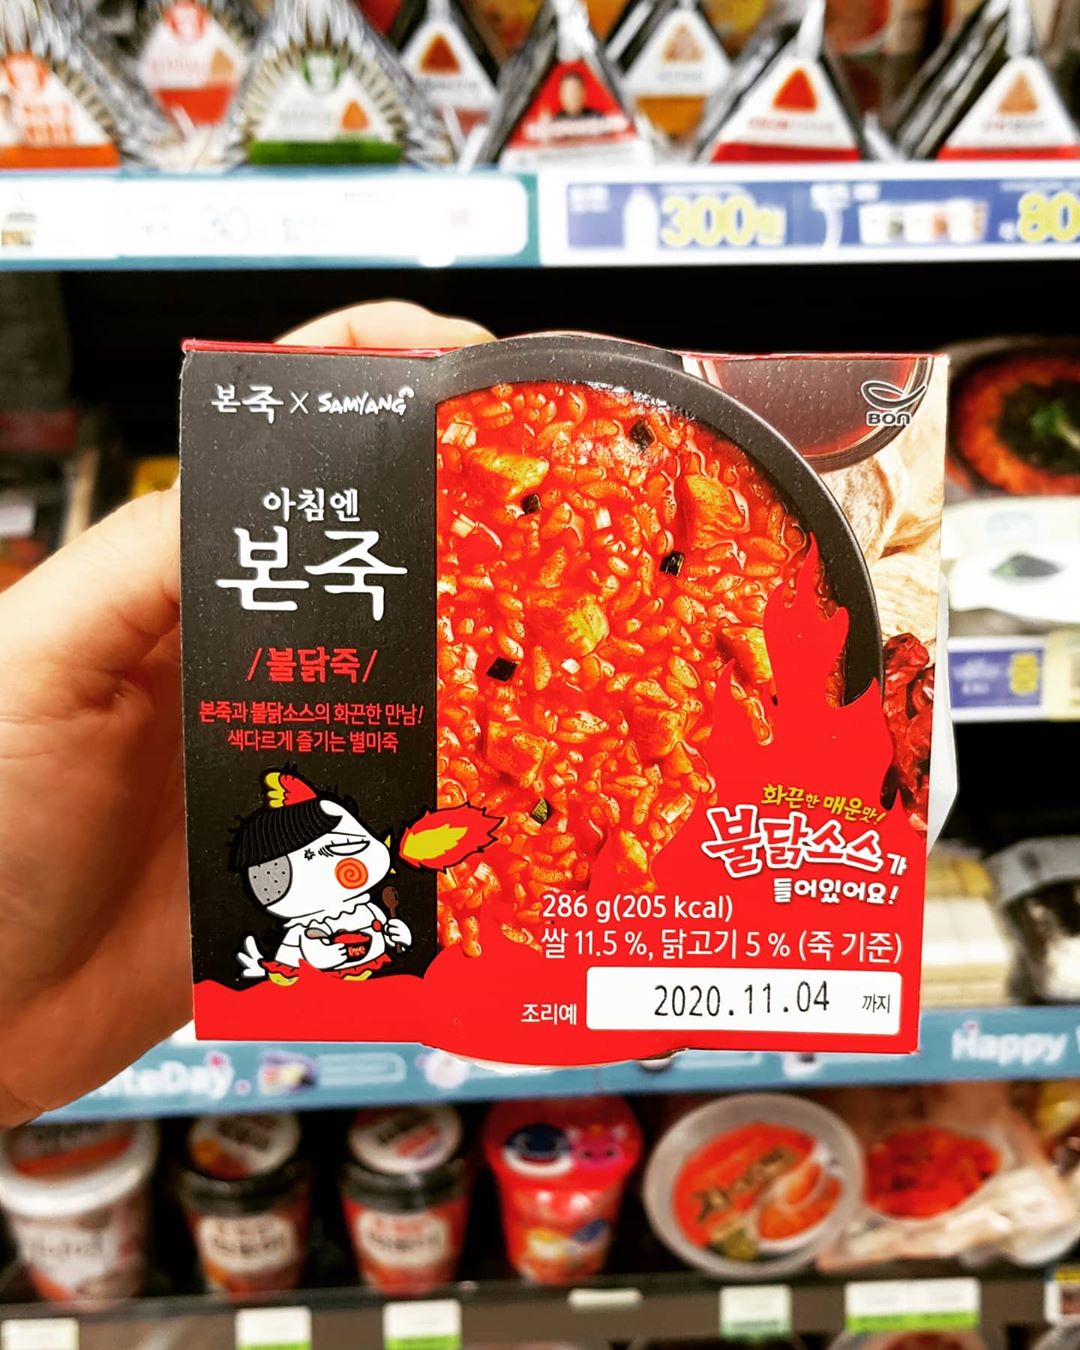 300원
80
본죽 X SAMYANG
BON
아침엔
본죽
/불닭죽/
본죽과 불닭소스의 화끈한 만남!
색다르게 즐기는 별미죽
화끈한 매운맛!
불닭소스가
들어있어요!
286 g(205 kcal)
쌀 11.5 %, 닭고기 5 % (죽 기준)
조리예
2020.11.04 까지
iteDay.
Happy